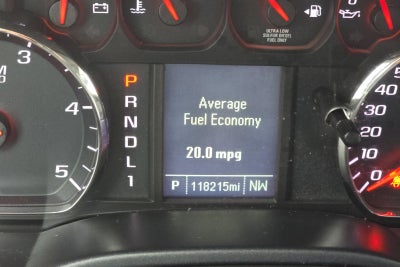 ULTRA LOW
SULFUR DIESEL
FUEL ONLY
Average
Fuel Economy
20.0 mpg
P 118215mi NW
P
R
N
D
L
1
5
4
3
50
40
30
20
10
0